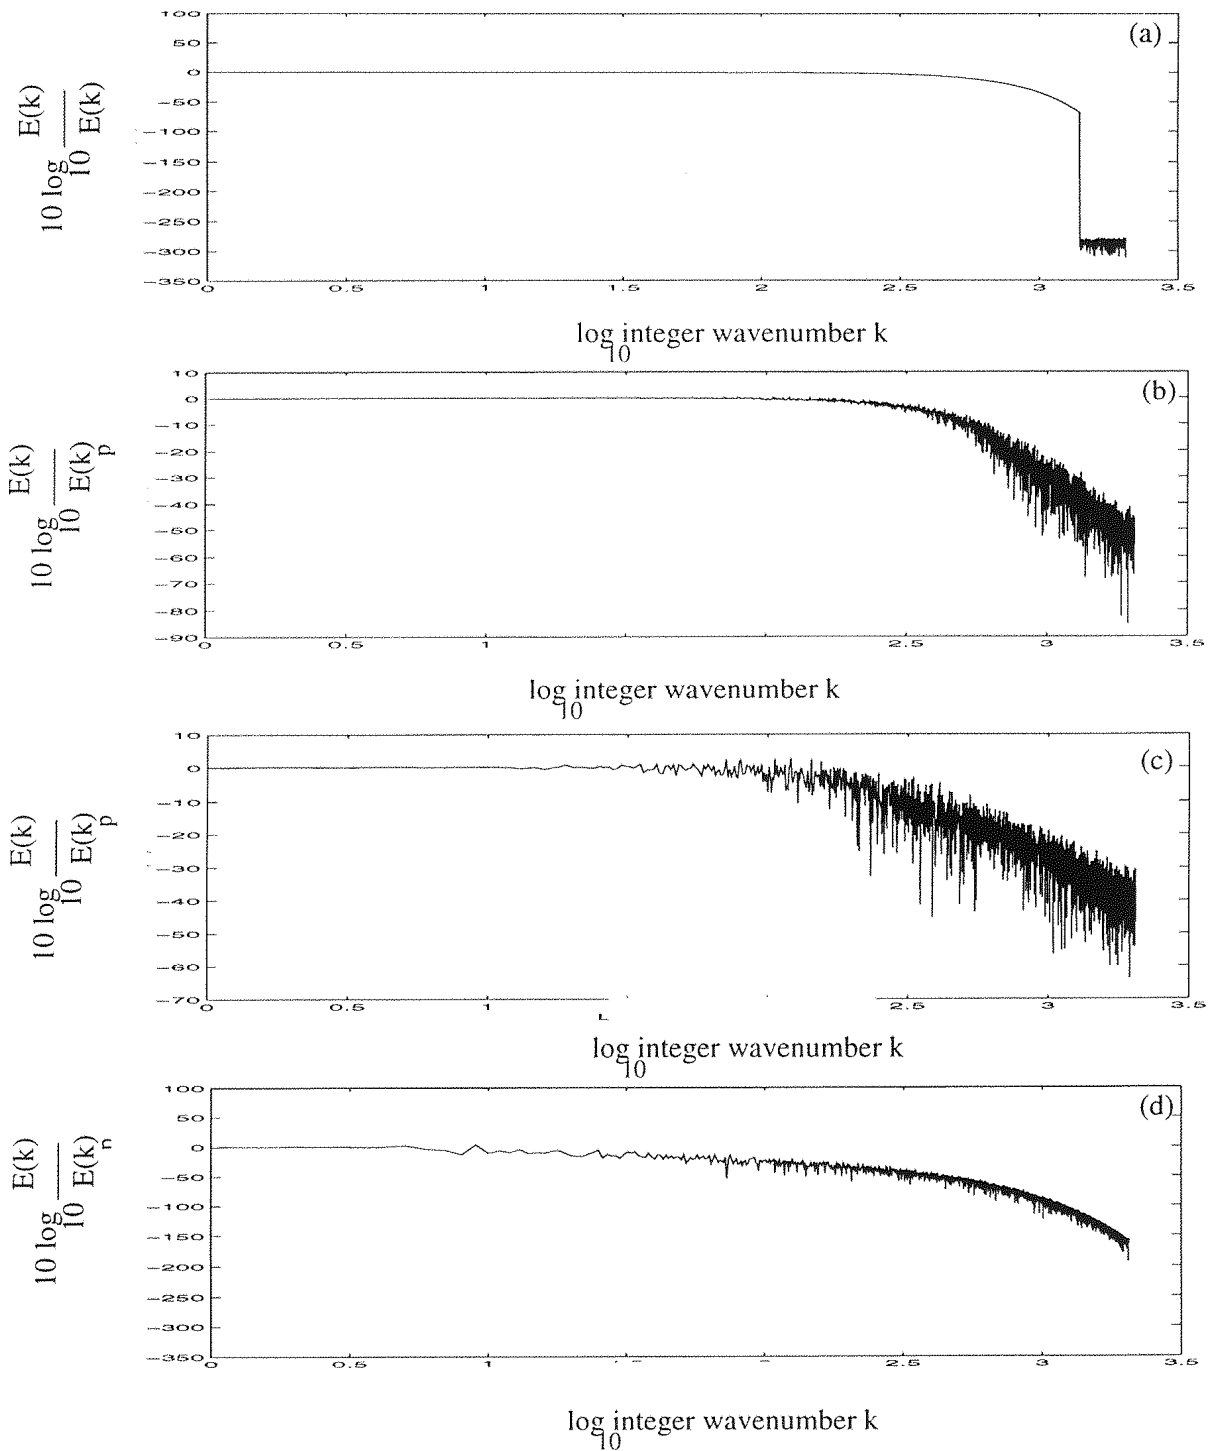 (a)
100
50
0
−50
−100
−150
−200
−250
−300
−350
0 0.5 1 1.5 2 2.5 3 3.5
10 log10 E(k) / E(k)
log10 integer wavenumber k
(b)
10
0
−10
−20
−30
−40
−50
−60
−70
−80
−90
0 0.5 1 2.5 3 3.5
10 log10 E(k) / E(k)p
log10 integer wavenumber k
(c)
10
0
−10
−20
−30
−40
−50
−60
−70
0 0.5 1 2.5 3 3.5
10 log10 E(k) / E(k)p
log10 integer wavenumber k
(d)
100
50
0
−50
−100
−150
−200
−250
−300
−350
0 0.5 1 2.5 3 3.5
10 log10 E(k) / E(k)n
log10 integer wavenumber k